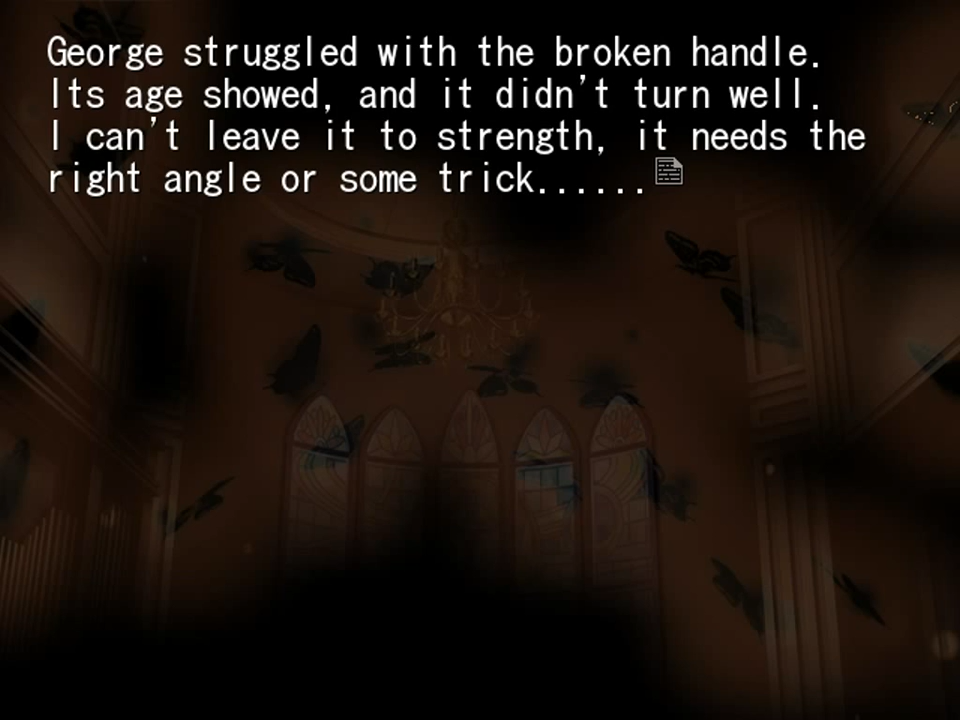 George struggled with the broken handle.
Its age showed, and it didn't turn well.
I can't leave it to strength, it needs the
right angle or some trick......